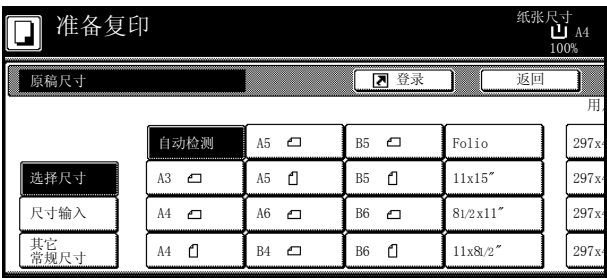 准备复印
纸张尺寸
A4
100%
原稿尺寸
登录
返回
用
自动检测
A5
B5
Folio
297x
选择尺寸
A3
A5
B5
11x15″
297x
尺寸输入
A4
A6
B6
81/2x11″
297x
其它
常规尺寸
A4
B4
B6
11x81/2″
297x